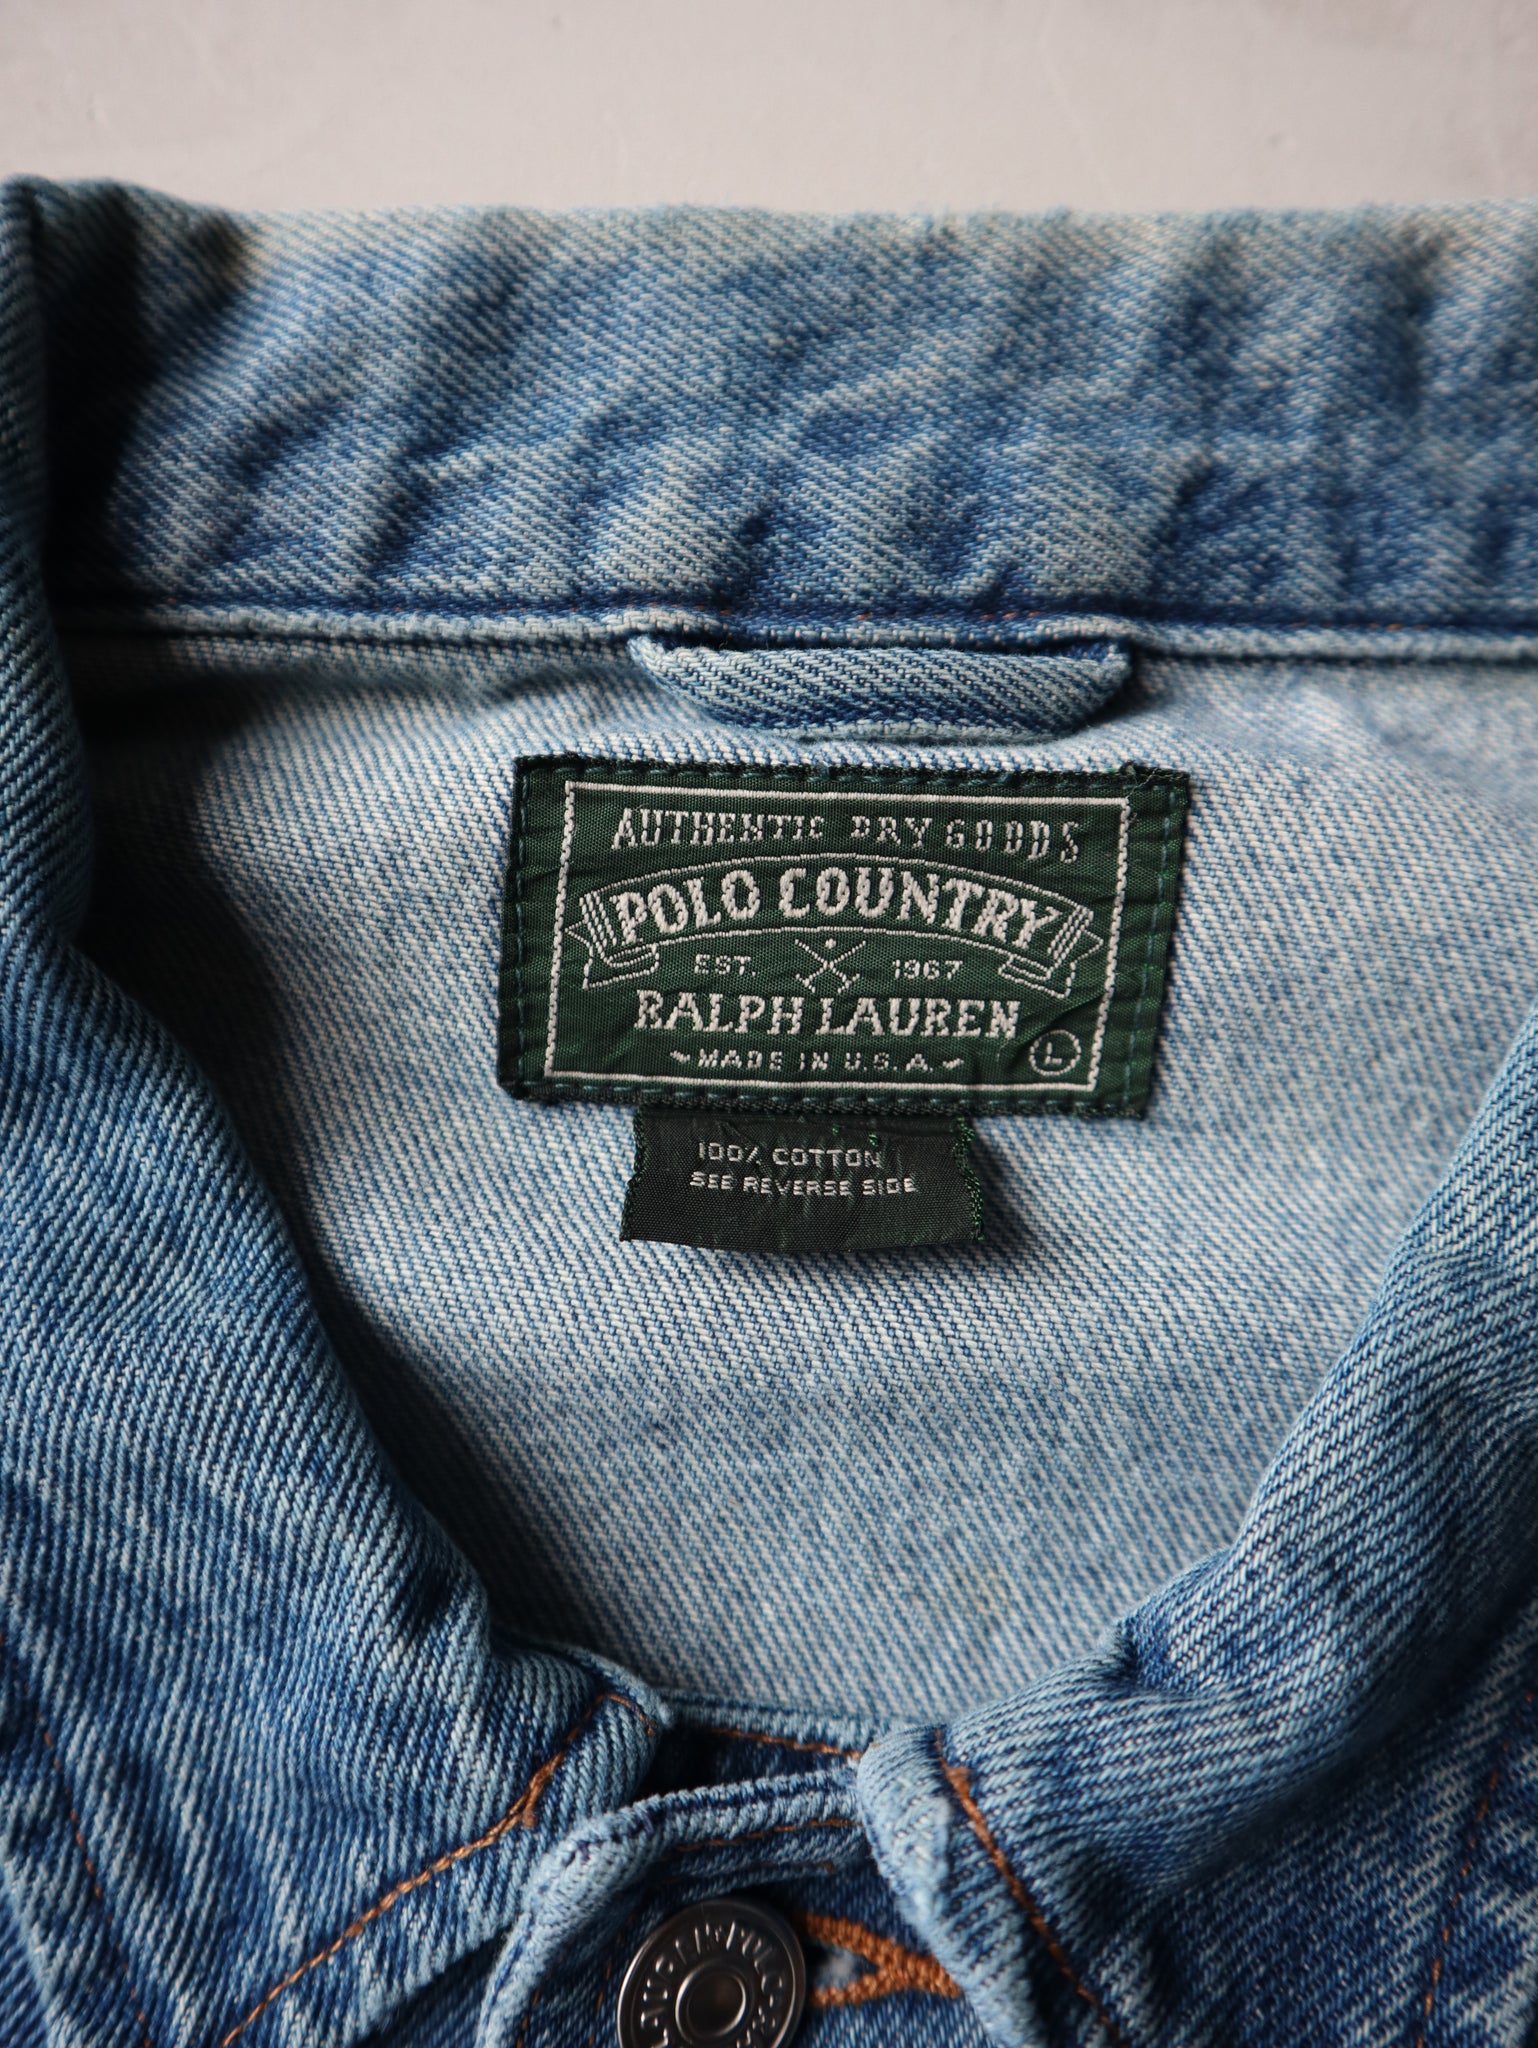 AUTHENTIC DRY GOODS
POLO COUNTRY
EST. 1967
RALPH LAUREN
MADE IN U.S.A.
L
100% COTTON
SEE REVERSE SIDE